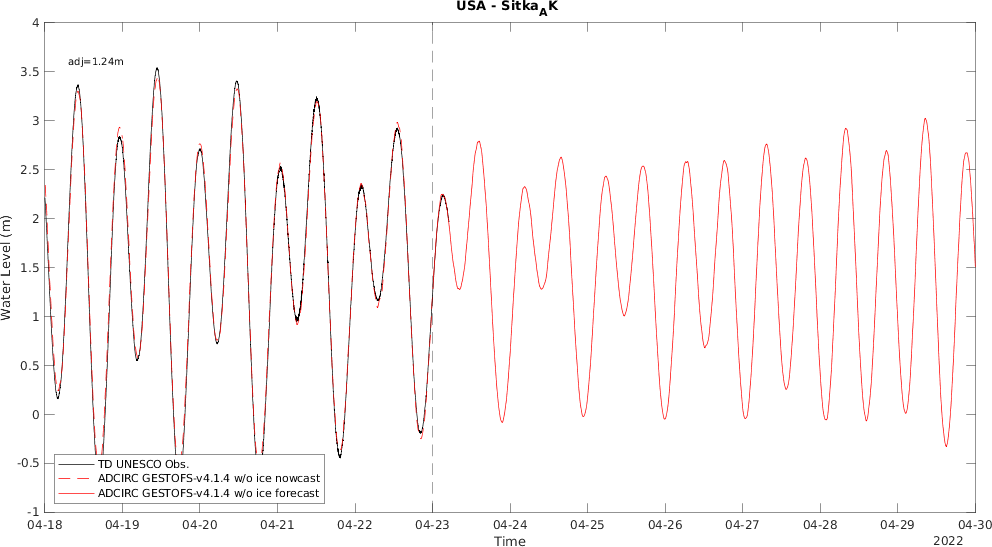 USA - Sitka_AK
4
adj=1.24m
3.5
3
2.5
2
1.5
1
0.5
0
-0.5
-1
Water Level (m)
TD UNESCO Obs.
ADCIRC GESTOFS-v4.1.4 w/o ice nowcast
ADCIRC GESTOFS-v4.1.4 w/o ice forecast
04-18 04-19 04-20 04-21 04-22 04-23 04-24 04-25 04-26 04-27 04-28 04-29 04-30
Time
2022